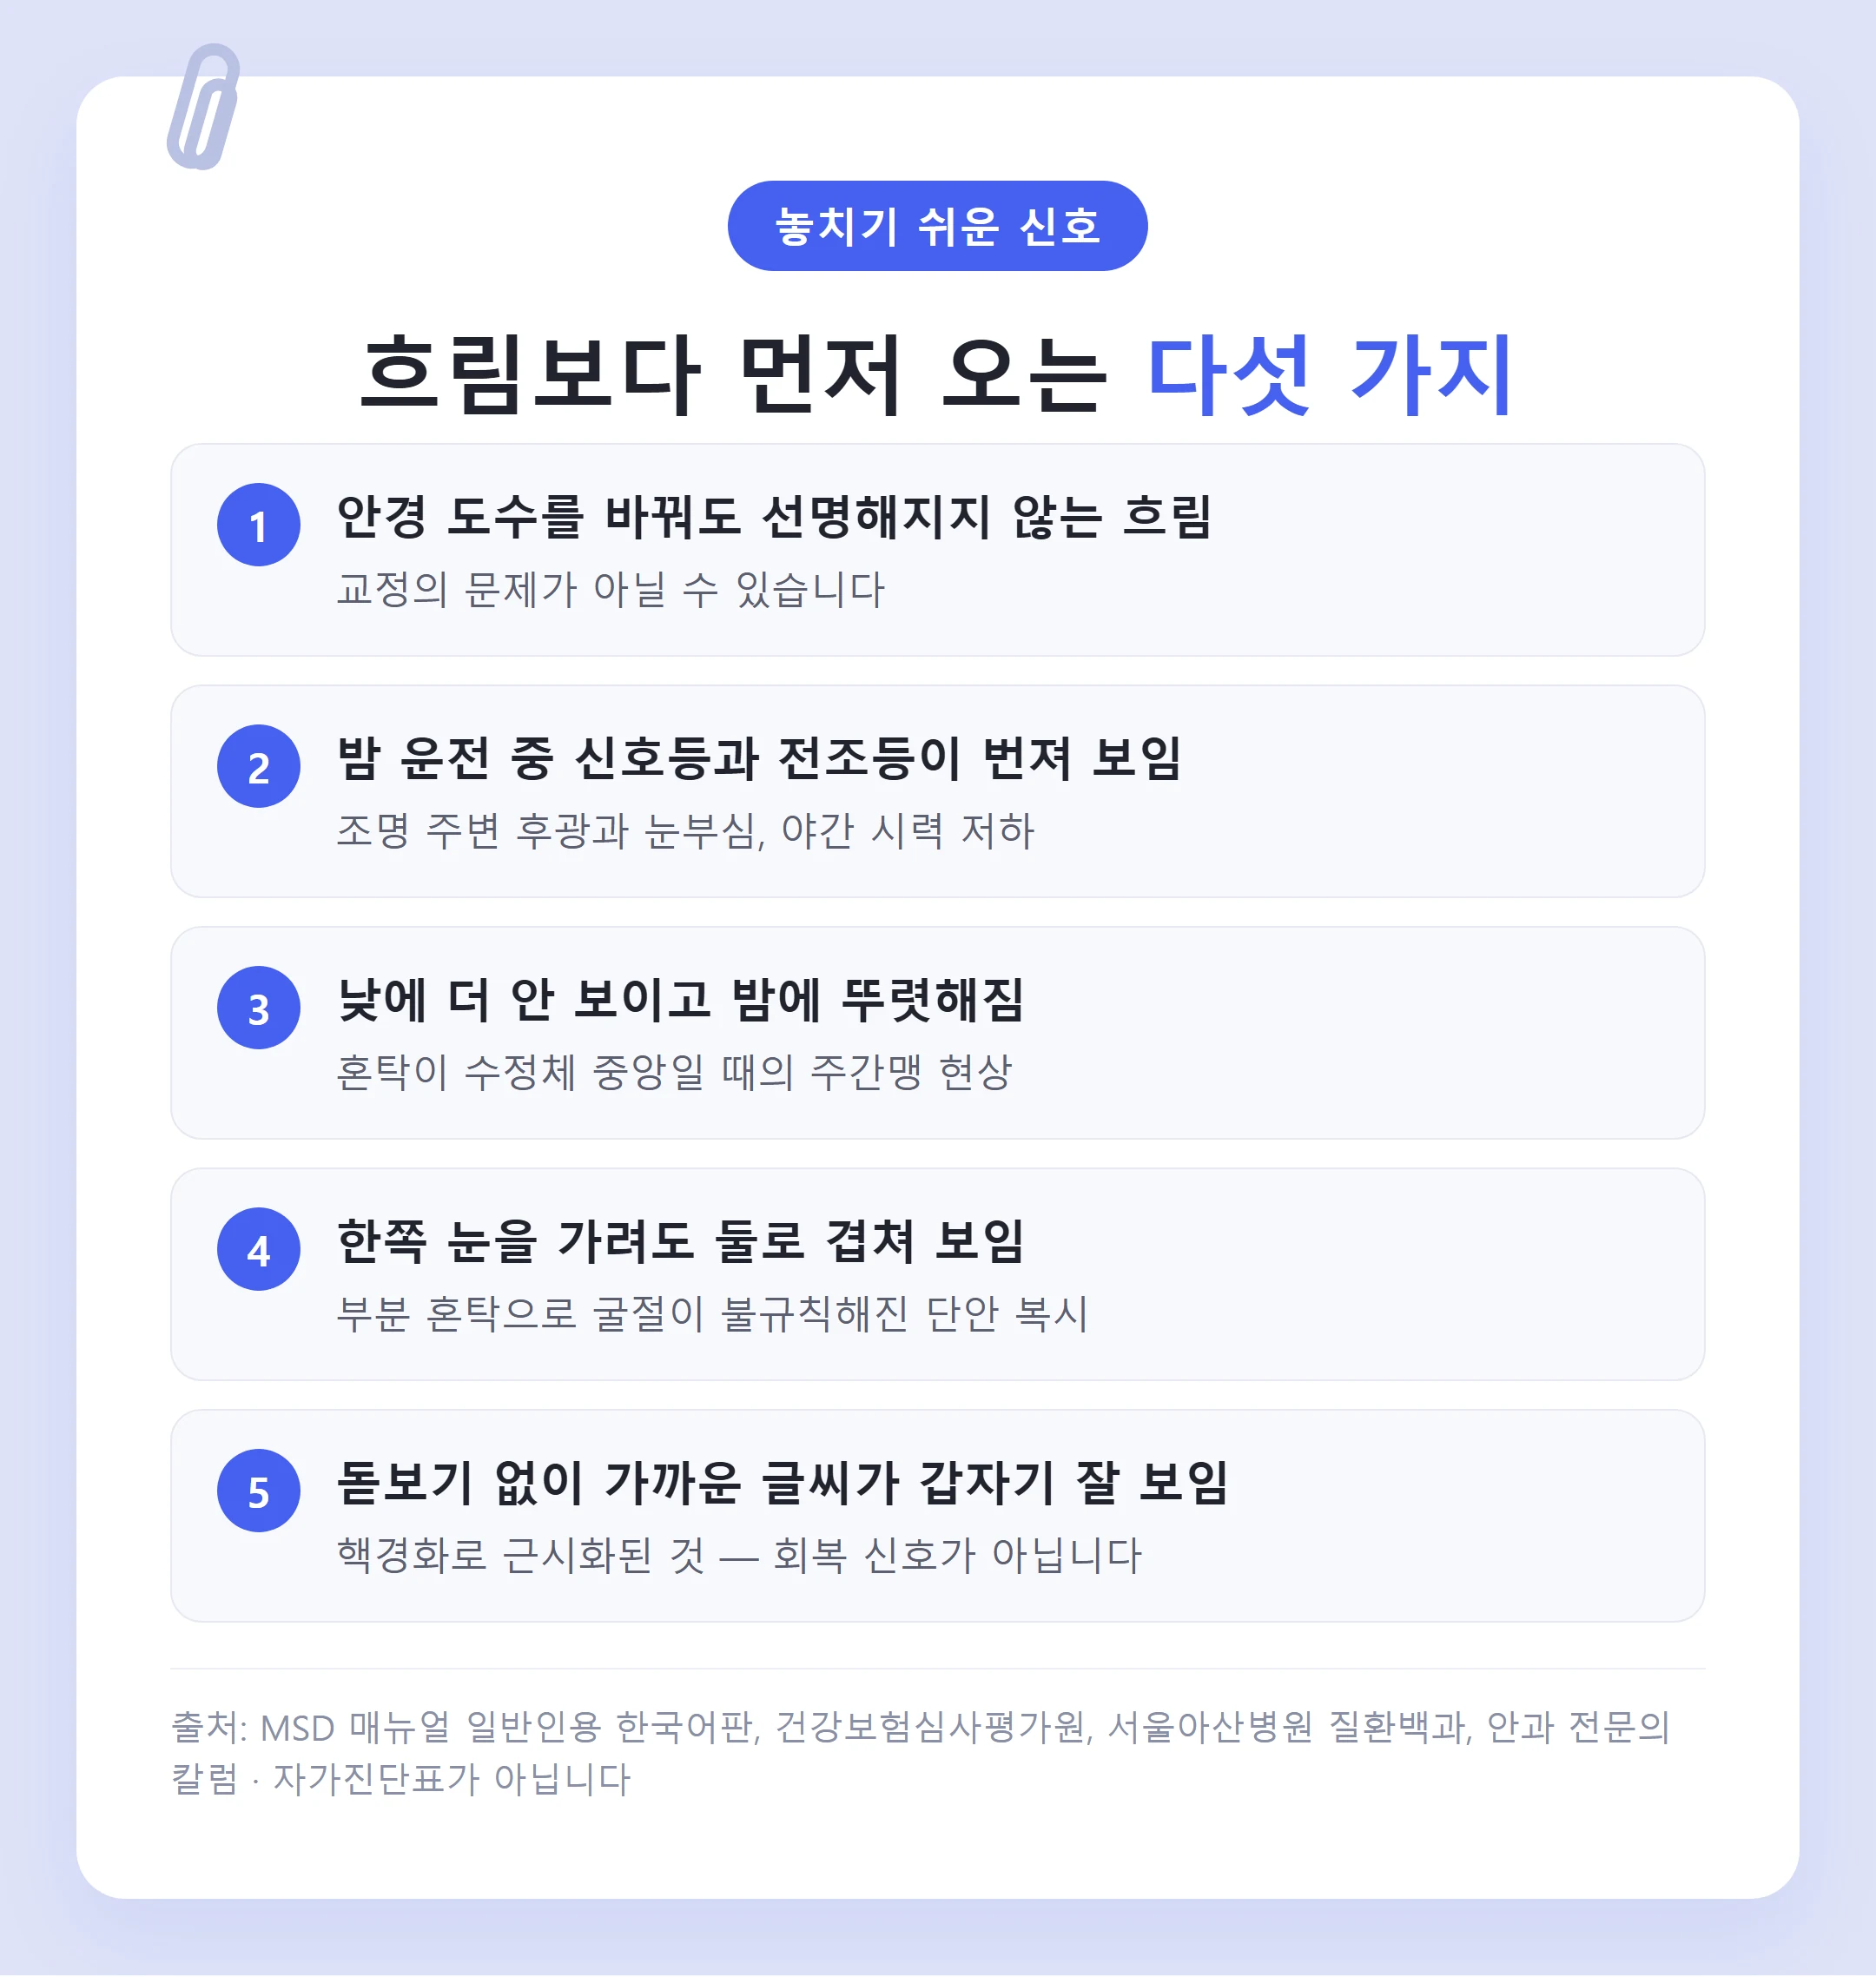 놓치기 쉬운 신호
흐림보다 먼저 오는 다섯 가지
1
안경 도수를 바꿔도 선명해지지 않는 흐림
교정의 문제가 아닐 수 있습니다
2
밤 운전 중 신호등과 전조등이 번져 보임
조명 주변 후광과 눈부심, 야간 시력 저하
3
낮에 더 안 보이고 밤에 뚜렷해짐
혼탁이 수정체 중앙일 때의 주간맹 현상
4
한쪽 눈을 가려도 둘로 겹쳐 보임
부분 혼탁으로 굴절이 불규칙해진 단안 복시
5
돋보기 없이 가까운 글씨가 갑자기 잘 보임
핵경화로 근시화된 것 — 회복 신호가 아닙니다
출처: MSD 매뉴얼 일반인용 한국어판, 건강보험심사평가원, 서울아산병원 질환백과, 안과 전문의
칼럼 · 자가진단표가 아닙니다